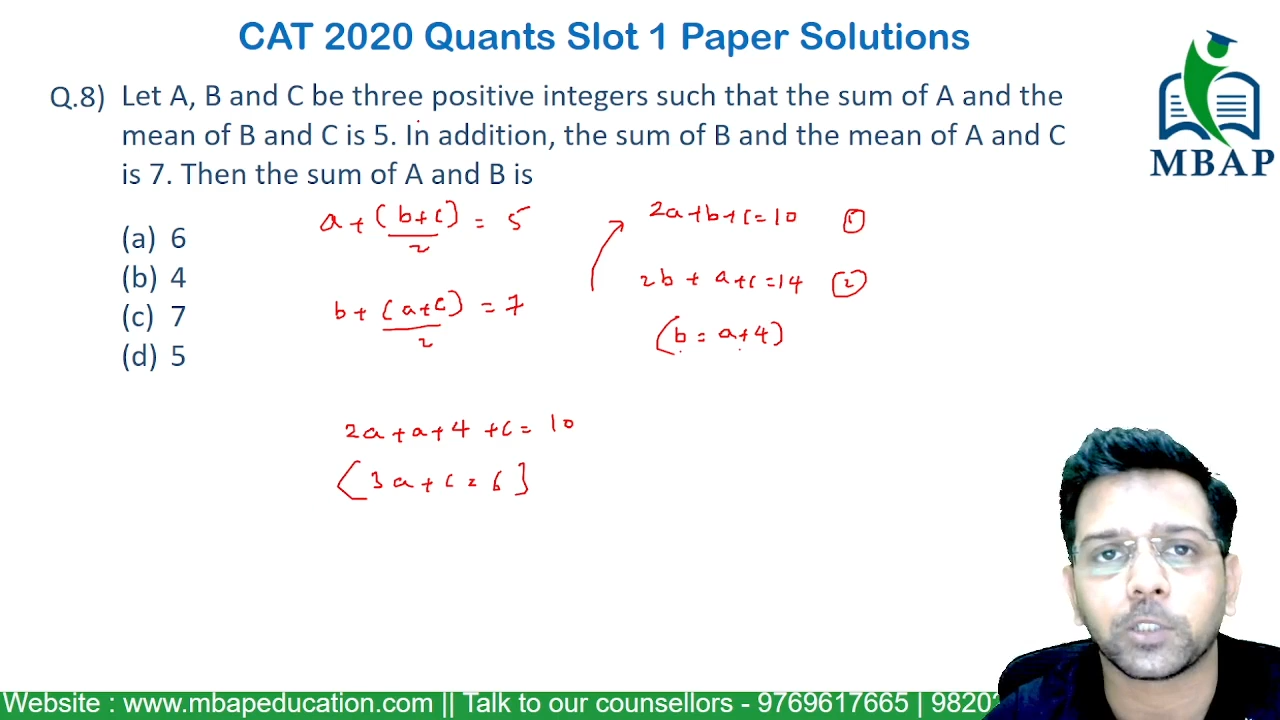 CAT 2020 Quants Slot 1 Paper Solutions
MBAP
Q.8) Let A, B and C be three positive integers such that the sum of A and the
mean of B and C is 5. In addition, the sum of B and the mean of A and C
is 7. Then the sum of A and B is
(a) 6
(b) 4
(c) 7
(d) 5
a + (b+c)/2 = 5
b + (a+c)/2 = 7
2a+b+c=10 ①
2b + a+c=14 ②
(b = a+4)
2a+a+4+c=10
[3a+c=6]
Website : www.mbapeducation.com || Talk to our counsellors - 9769617665 | 9820